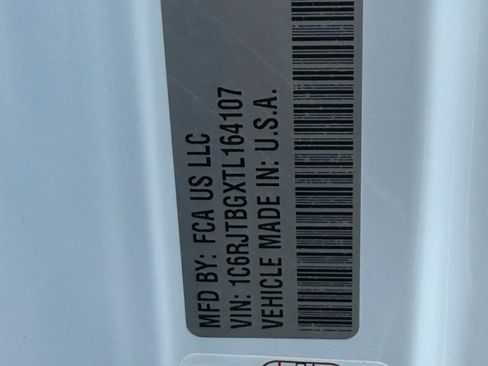 MFD BY: FCA US LLC
VIN: 1C6RJTBGXTL164107
VEHICLE MADE IN: U.S.A.